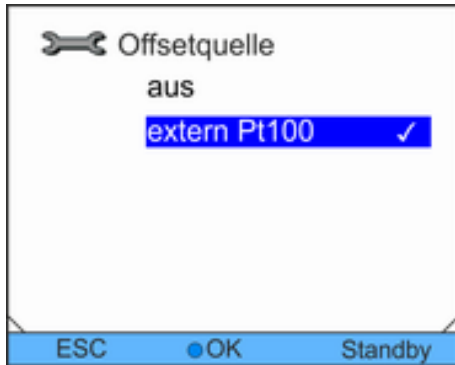 Offsetquelle
aus
extern Pt100 ✓
ESC OK Standby